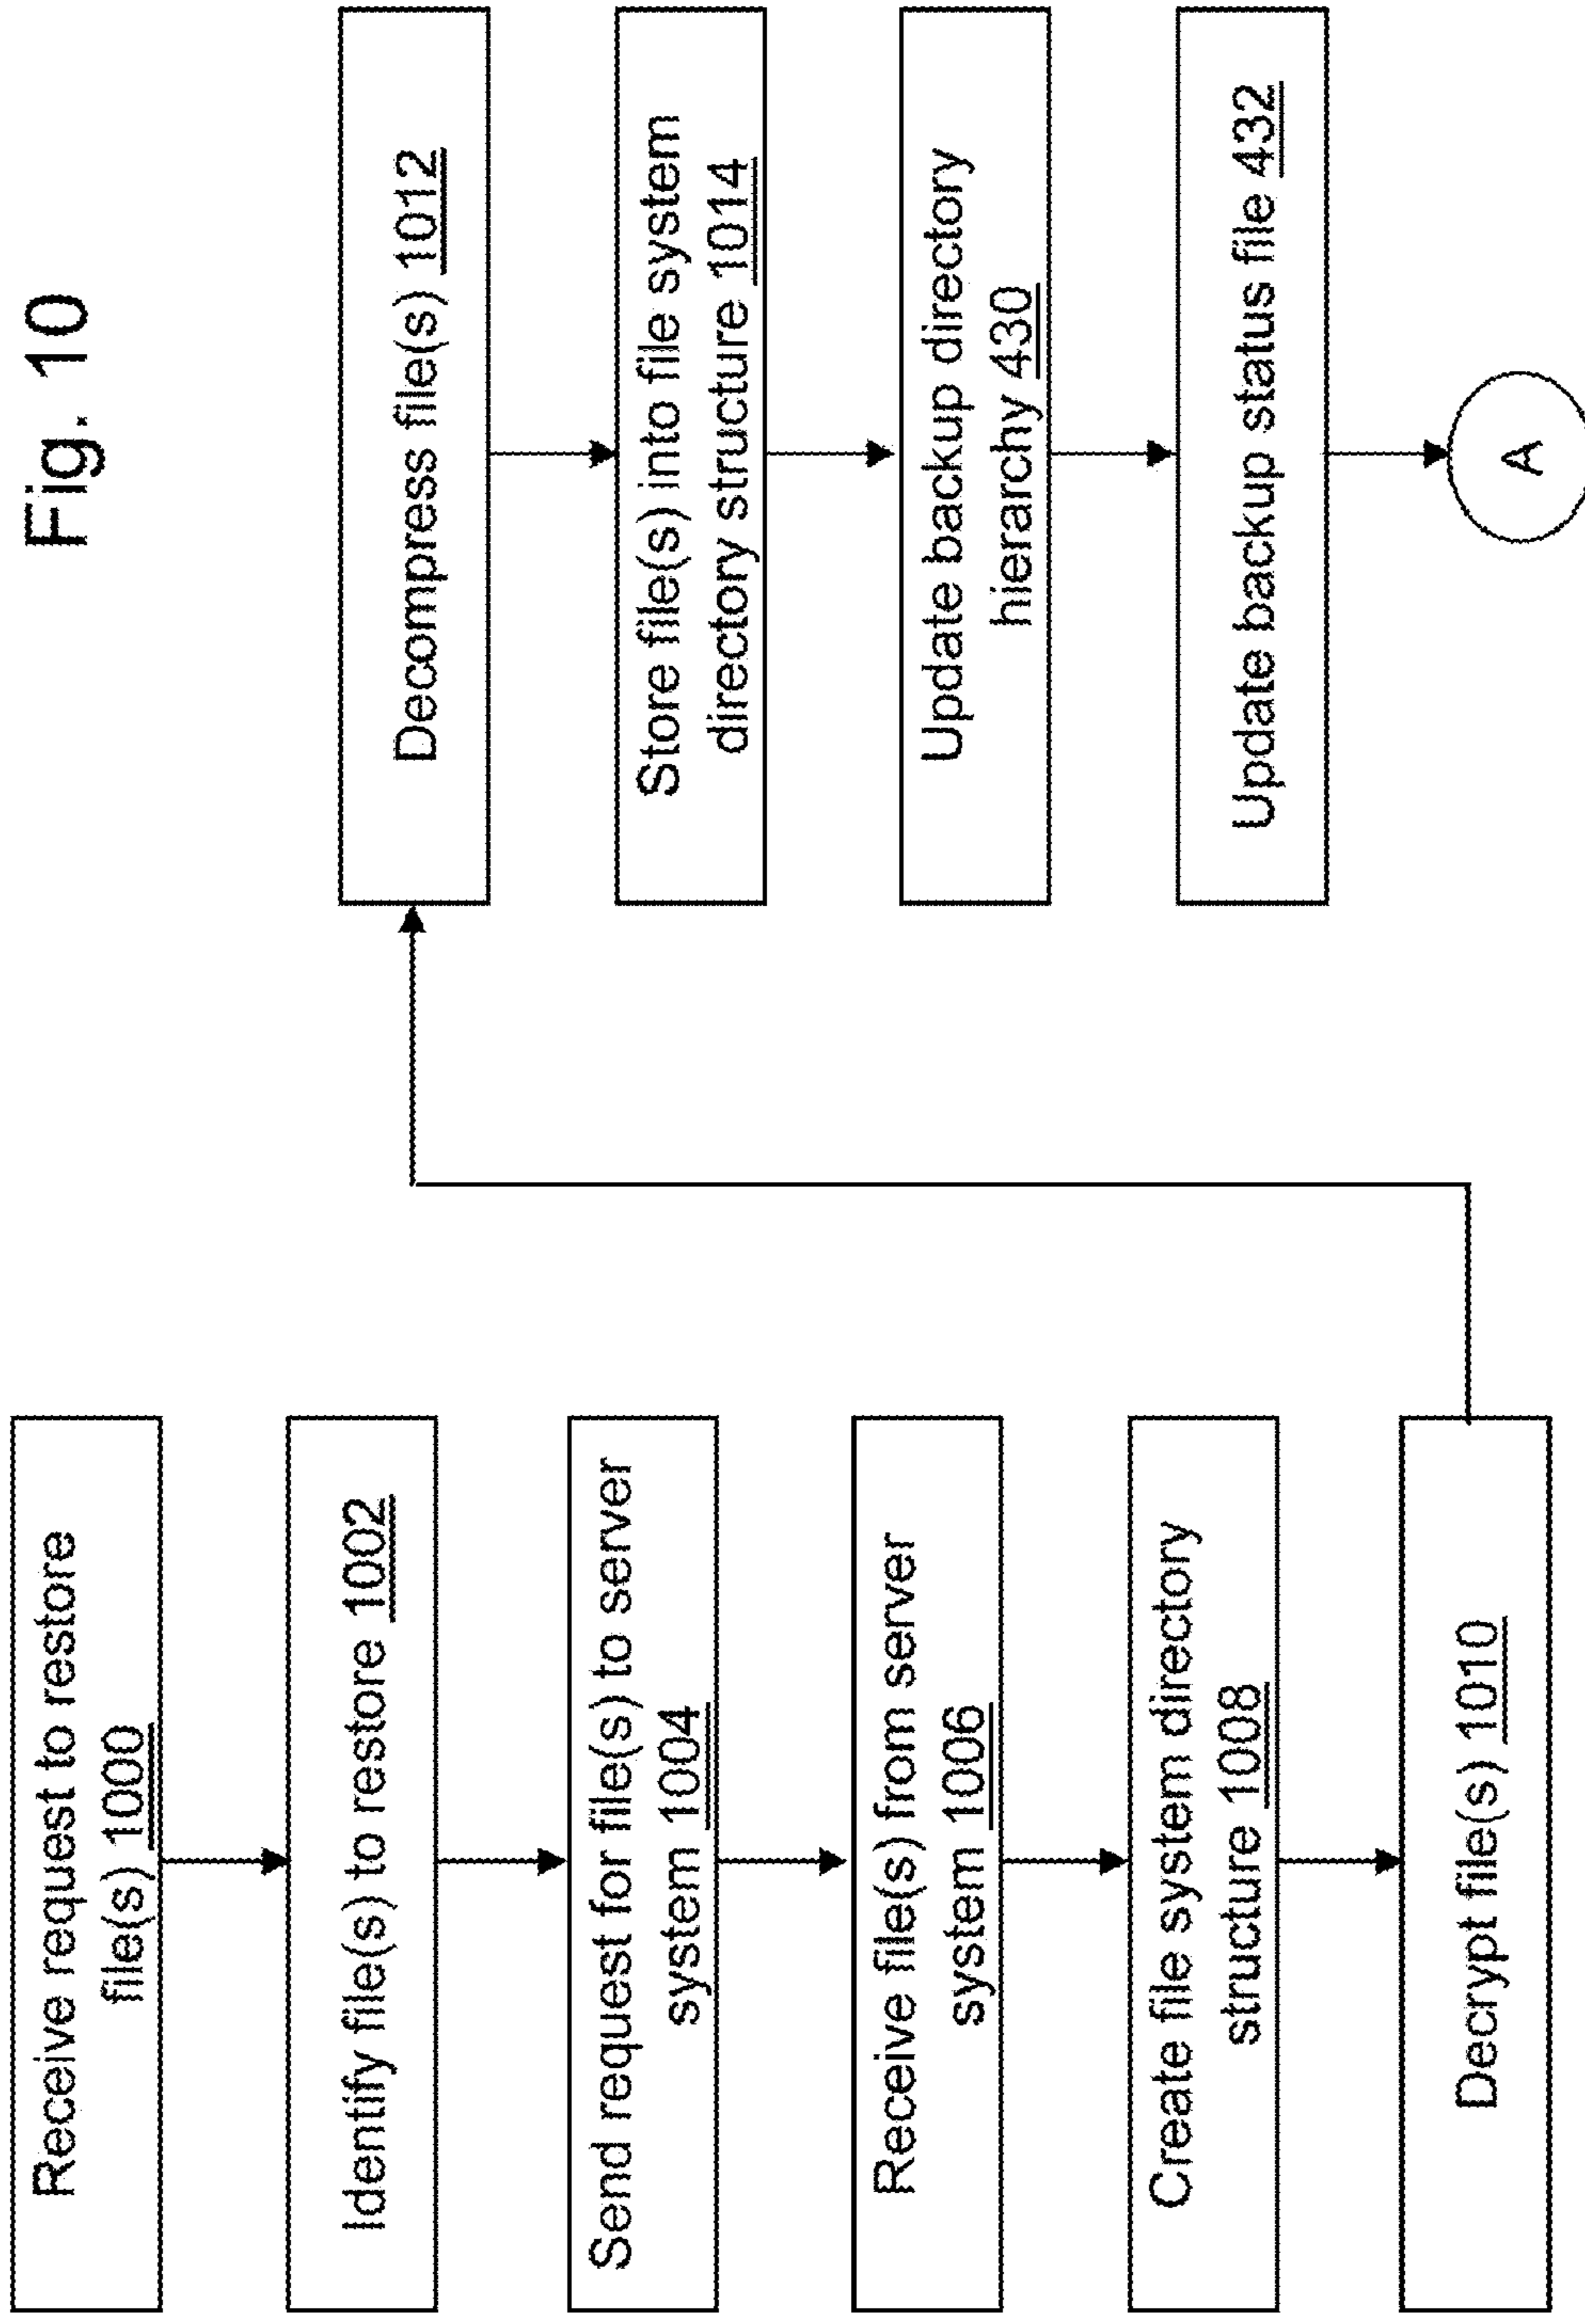 Fig. 10
Receive request to restore
file(s) 1000
Identify file(s) to restore 1002
Send request for file(s) to server
system 1004
Receive file(s) from server
system 1006
Create file system directory
structure 1008
Decrypt file(s) 1010
Decompress file(s) 1012
Store file(s) into file system
directory structure 1014
Update backup directory
hierarchy 430
Update backup status file 432
A